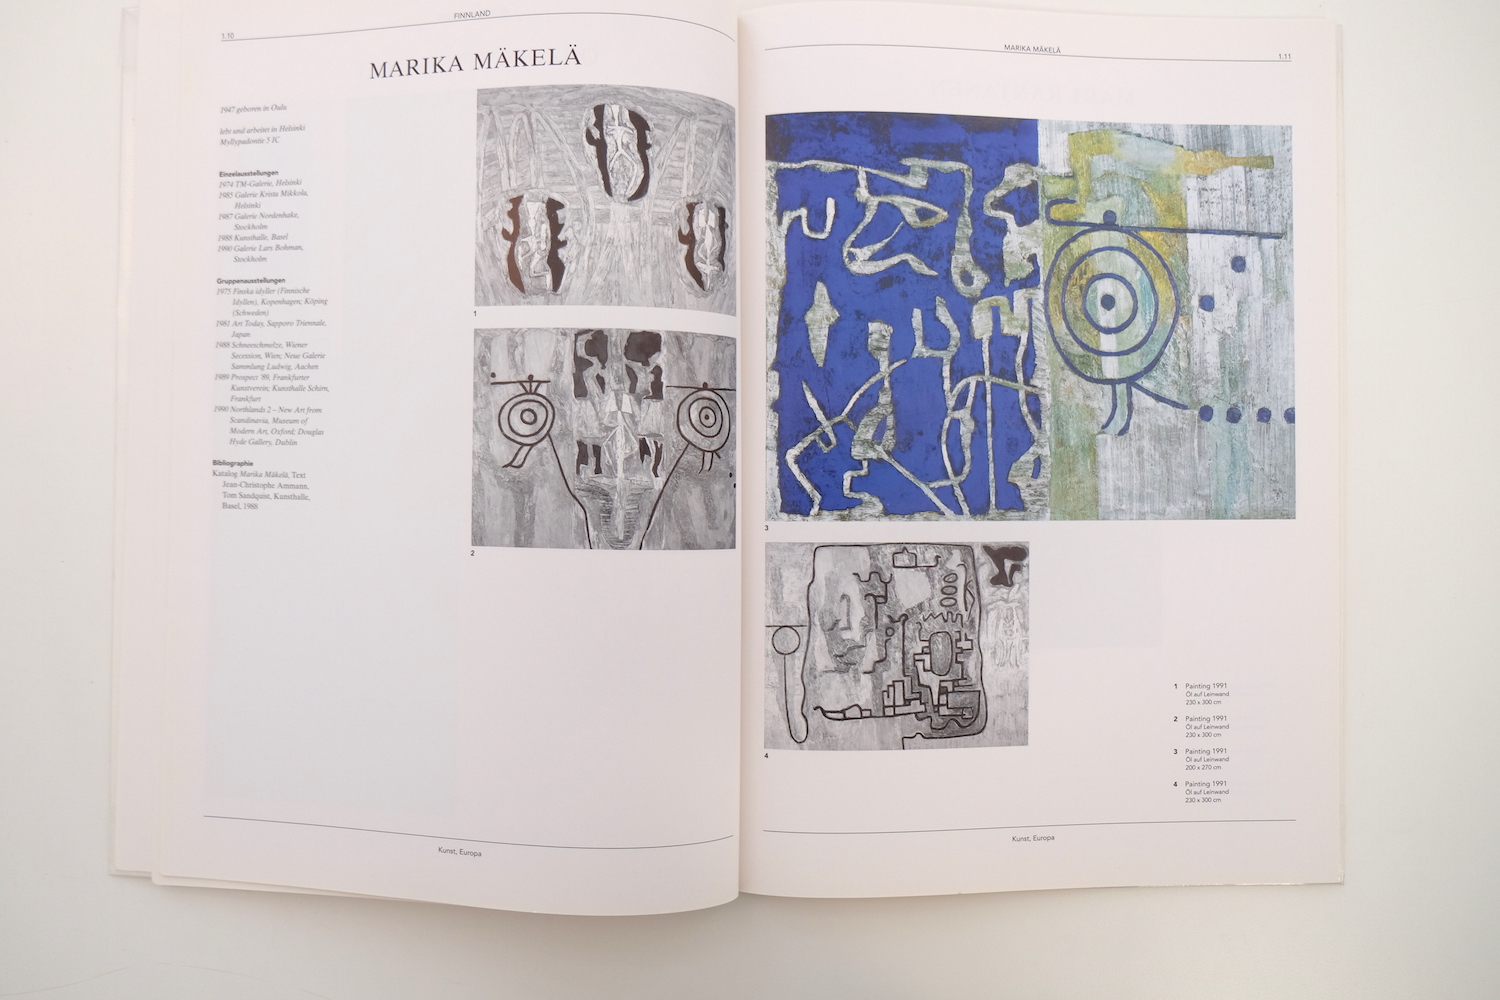 FINNLAND
1.10
MARIKA MÄKELÄ
1947 geboren in Oulu
lebt und arbeitet in Helsinki
Myllypadontie 5 IC
Einzelausstellungen
1974 TM-Galerie, Helsinki
1985 Galerie Krista Mikkola,
Helsinki
1987 Galerie Nordenhake,
Stockholm
1988 Kunsthalle, Basel
1990 Galerie Lars Bohman,
Stockholm
Gruppenausstellungen
1975 Finska idyller (Finnische
Idyllen), Kopenhagen; Köping
(Schweden)
1981 Art Today, Sapporo Triennale,
Japan
1988 Schneeschmelze, Wiener
Secession, Wien; Neue Galerie
Sammlung Ludwig, Aachen
1989 Prospect '89, Frankfurter
Kunstverein; Kunsthalle Schirn,
Frankfurt
1990 Northlands 2 – New Art from
Scandinavia, Museum of
Modern Art, Oxford; Douglas
Hyde Gallery, Dublin
Bibliographie
Katalog Marika Mäkelä, Text
Jean-Christophe Ammann,
Tom Sandquist, Kunsthalle,
Basel, 1988
1
2
Kunst, Europa
MARIKA MÄKELÄ
1.11
3
4
1 Painting 1991
Öl auf Leinwand
230 x 300 cm
2 Painting 1991
Öl auf Leinwand
230 x 300 cm
3 Painting 1991
Öl auf Leinwand
200 x 270 cm
4 Painting 1991
Öl auf Leinwand
230 x 300 cm
Kunst, Europa